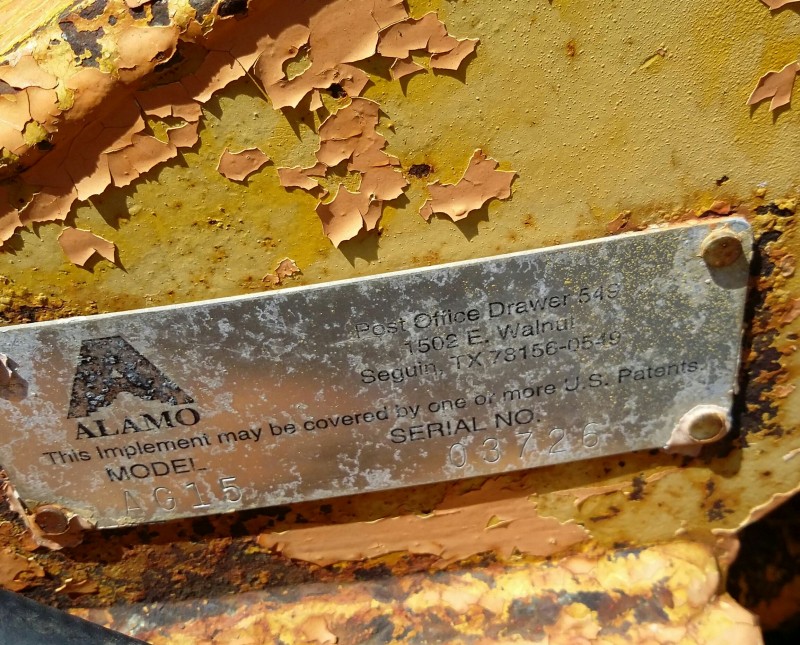 Post Office Drawer 549
1502 E. Walnut
Seguin, TX 78156-0549
A
ALAMO
This Implement may be covered by one or more U.S. Patents.
MODEL
SERIAL NO.
AG15
03726